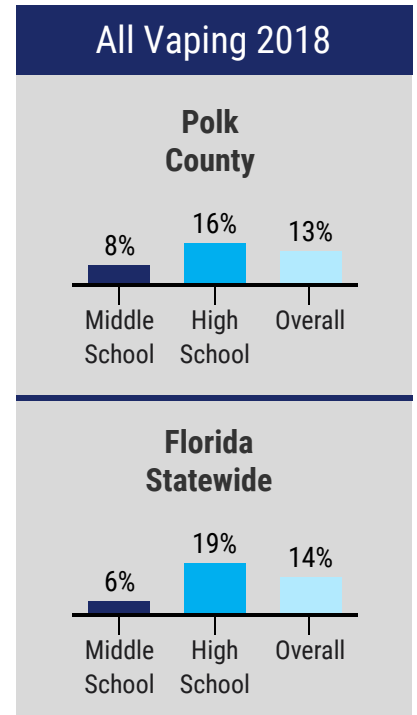 All Vaping 2018
Polk
County
8%
16%
13%
Middle
School
High
School
Overall
Florida
Statewide
6%
19%
14%
Middle
School
High
School
Overall